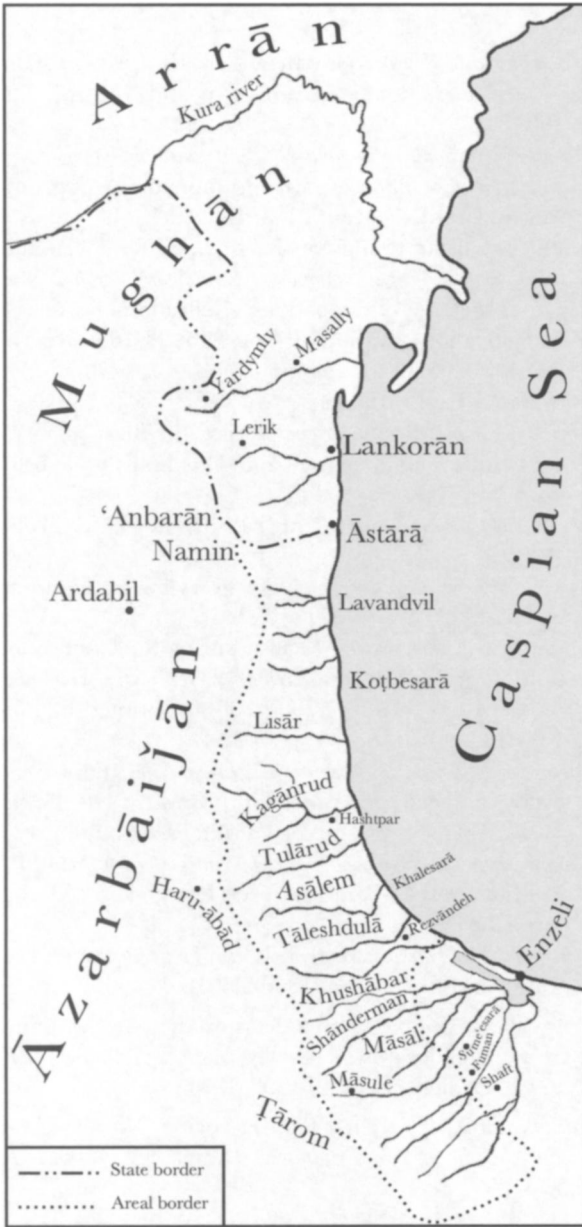 Arrān
Kura river
Mughān
Caspian Sea
Masally
Yardymly
Lerik
Lankorān
‘Anbarān
Namin
Āstārā
Ardabil
Lavandvil
Āzarbāiǰān
Koṭbesarā
Lisār
Kagānrud
Hashtpar
Tulārud
Khalesarā
Haru-ābād
Asālem
Rezvāndeh
Tāleshdulā
Enzeli
Khushābar
Shānderman
Māsāl
Fuman
Shaft
Māsule
Ṭārom
State border
Areal border